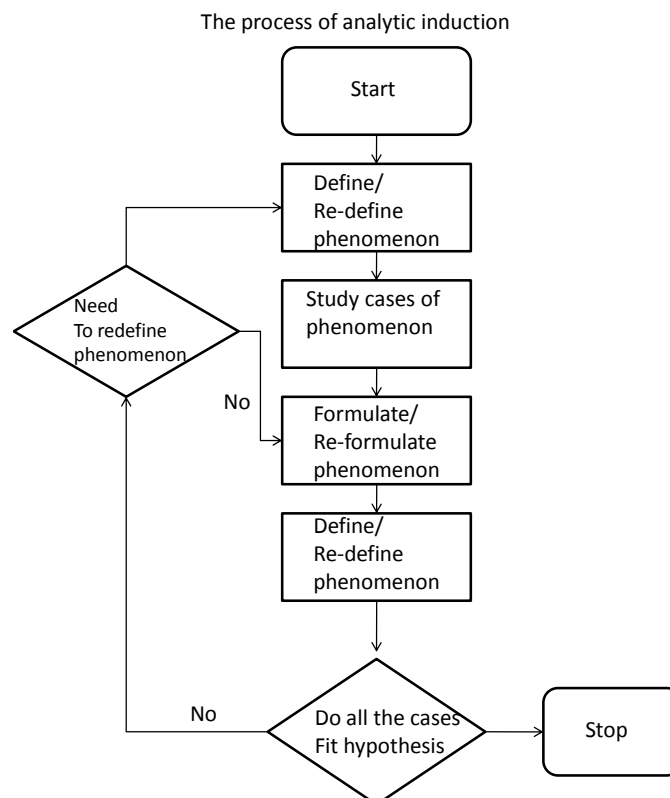 The process of analytic induction
Start
Define/
Re-define
phenomenon
Study cases of
phenomenon
Need
To redefine
phenomenon
No
Formulate/
Re-formulate
phenomenon
Define/
Re-define
phenomenon
No
Do all the cases
Fit hypothesis
Stop